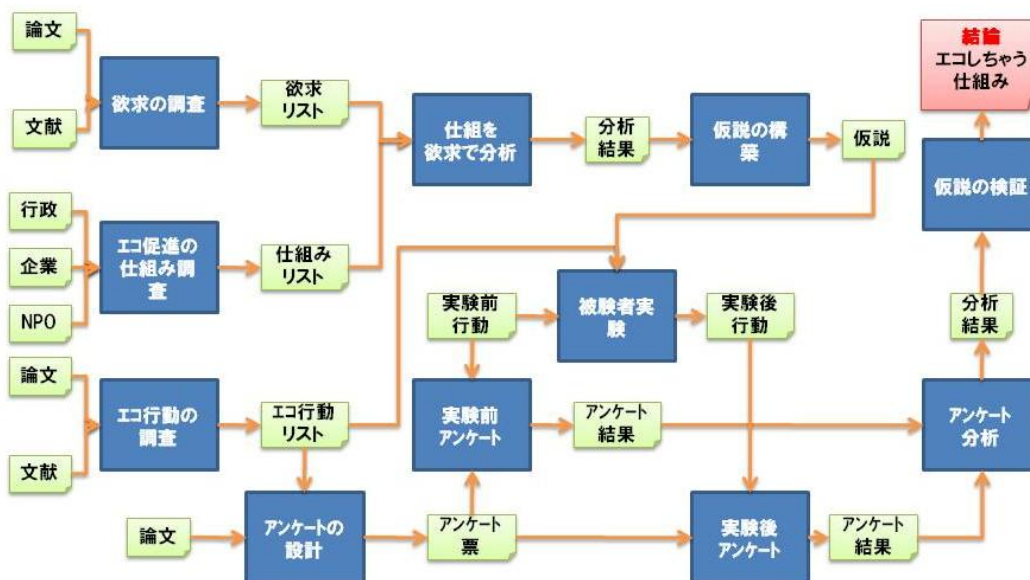 論文
文献
欲求の調査
欲求
リスト
仕組を
欲求で分析
分析
結果
仮説の構
築
仮説
結論
エコしちゃう
仕組み
仮説の検証
行政
企業
NPO
エコ促進の
仕組み調
査
仕組み
リスト
実験前
行動
被験者実
験
実験後
行動
分析
結果
論文
文献
エコ行動の
調査
エコ行動
リスト
実験前
アンケート
アンケート
結果
アンケート
分析
論文
アンケートの
設計
アンケート
票
実験後
アンケート
アンケート
結果